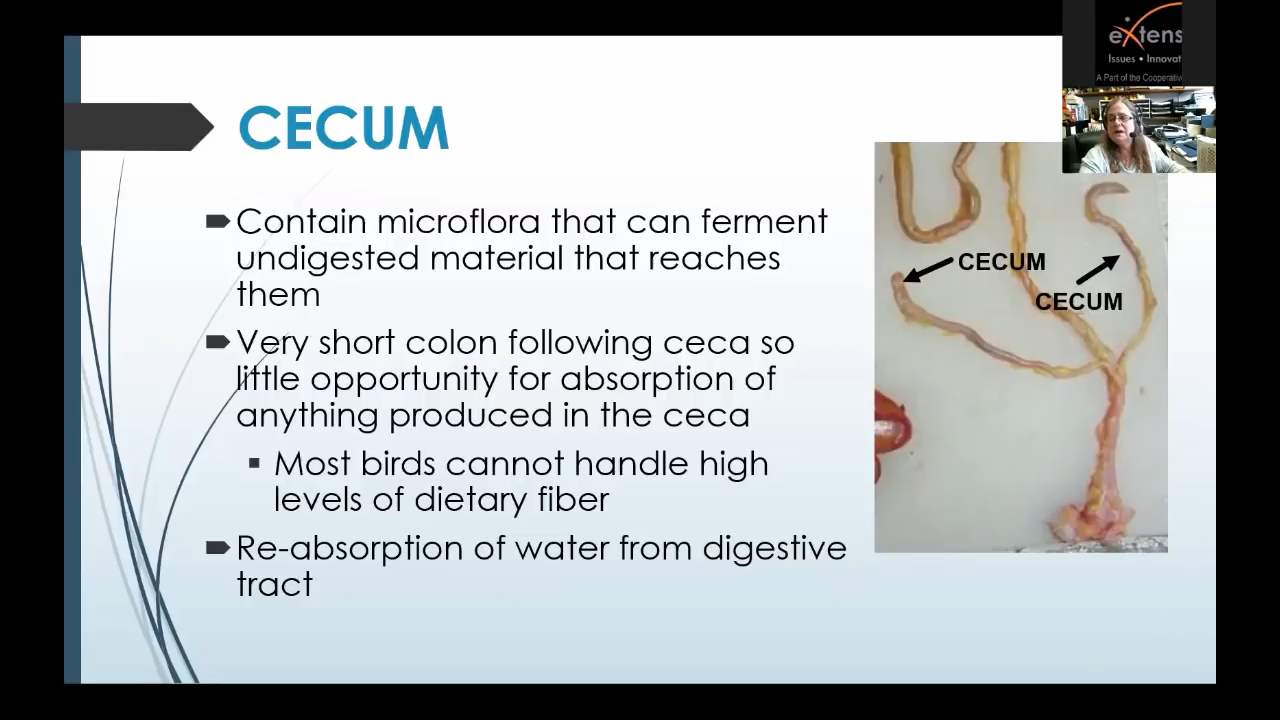 eXtens
Issues • Innovat
A Part of the Cooperativ
CECUM
Contain microflora that can ferment
undigested material that reaches
them
Very short colon following ceca so
little opportunity for absorption of
anything produced in the ceca
Most birds cannot handle high
levels of dietary fiber
Re-absorption of water from digestive
tract
CECUM
CECUM